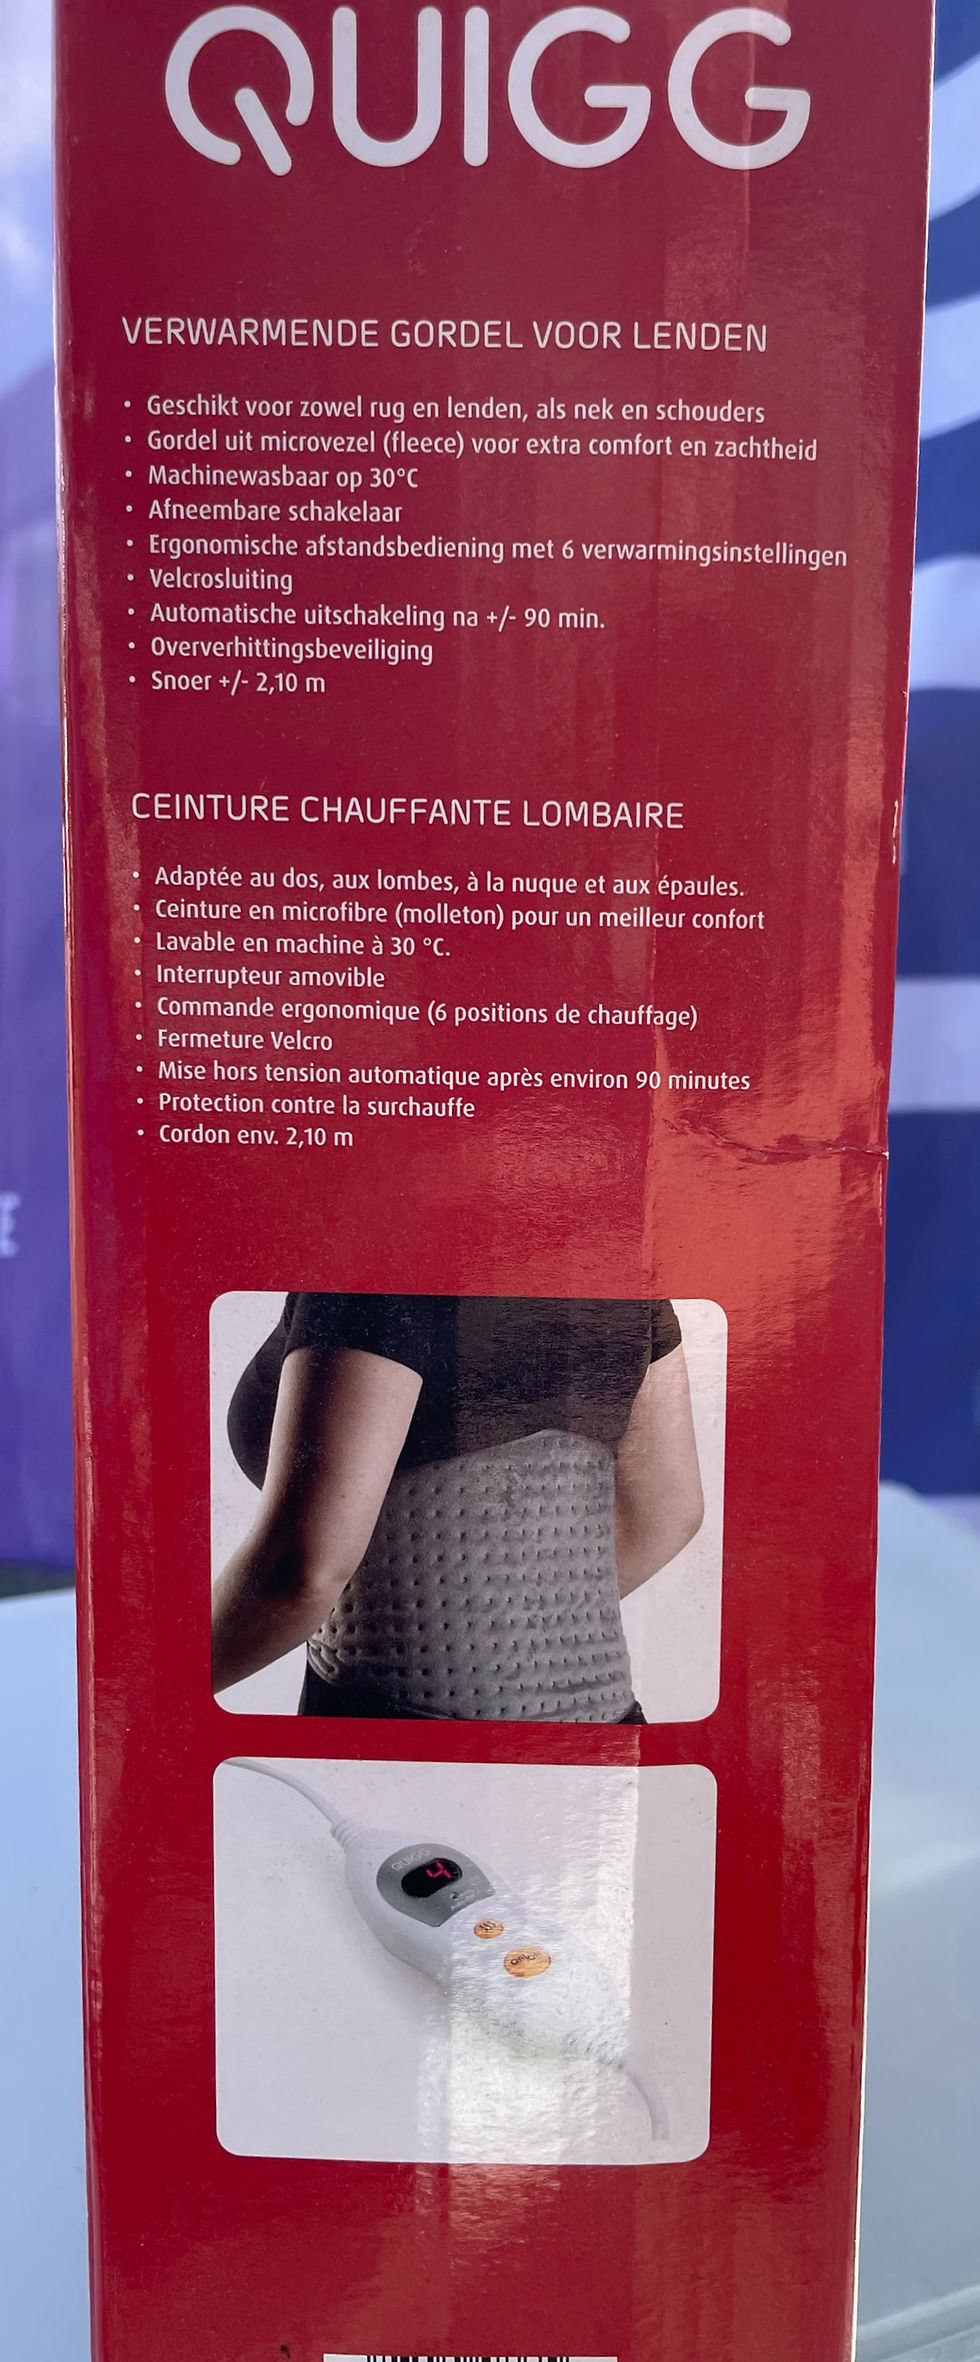 QUIGG
VERWARMENDE GORDEL VOOR LENDEN
• Geschikt voor zowel rug en lenden, als nek en schouders
• Gordel uit microvezel (fleece) voor extra comfort en zachtheid
• Machinewasbaar op 30°C
• Afneembare schakelaar
• Ergonomische afstandsbediening met 6 verwarmingsinstellingen
• Velcrosluiting
• Automatische uitschakeling na +/- 90 min.
• Oververhittingsbeveiliging
• Snoer +/- 2,10 m
CEINTURE CHAUFFANTE LOMBAIRE
• Adaptée au dos, aux lombes, à la nuque et aux épaules.
• Ceinture en microfibre (molleton) pour un meilleur confort
• Lavable en machine à 30 °C.
• Interrupteur amovible
• Commande ergonomique (6 positions de chauffage)
• Fermeture Velcro
• Mise hors tension automatique après environ 90 minutes
• Protection contre la surchauffe
• Cordon env. 2,10 m
QUIGG
4